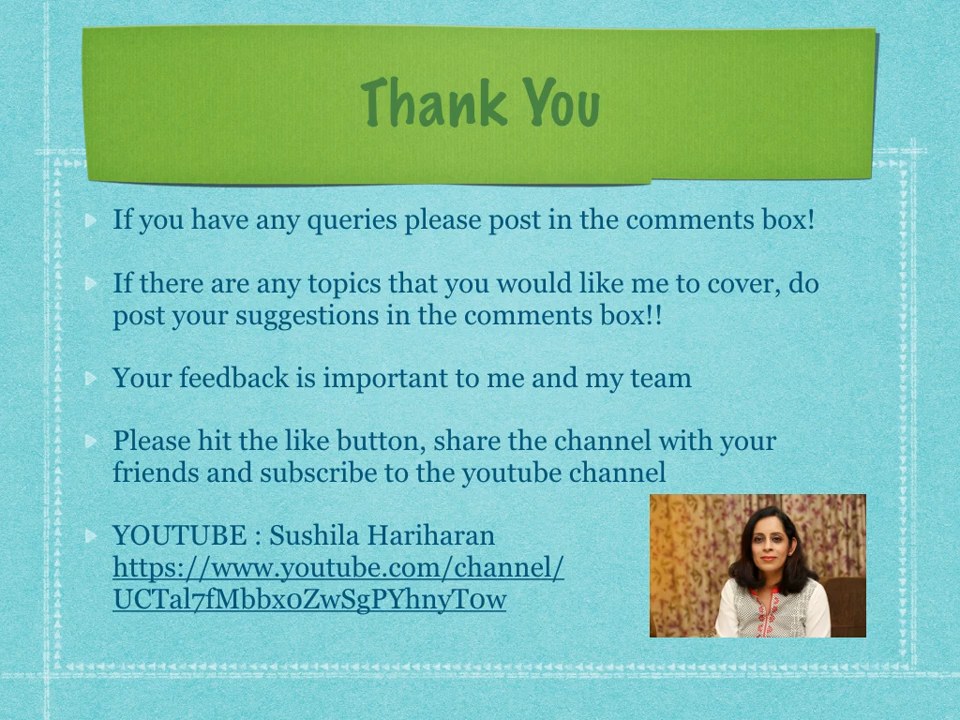 Thank You
If you have any queries please post in the comments box!
If there are any topics that you would like me to cover, do
post your suggestions in the comments box!!
Your feedback is important to me and my team
Please hit the like button, share the channel with your
friends and subscribe to the youtube channel
YOUTUBE : Sushila Hariharan
https://www.youtube.com/channel/
UCTal7fMbbx0ZwSgPYhnyT0w